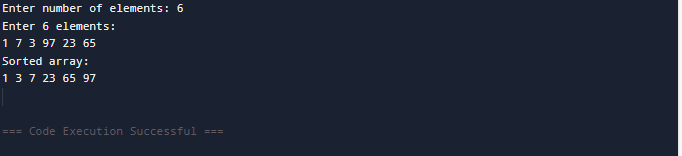 Enter number of elements: 6
Enter 6 elements:
1 7 3 97 23 65
Sorted array:
1 3 7 23 65 97
=== Code Execution Successful ===